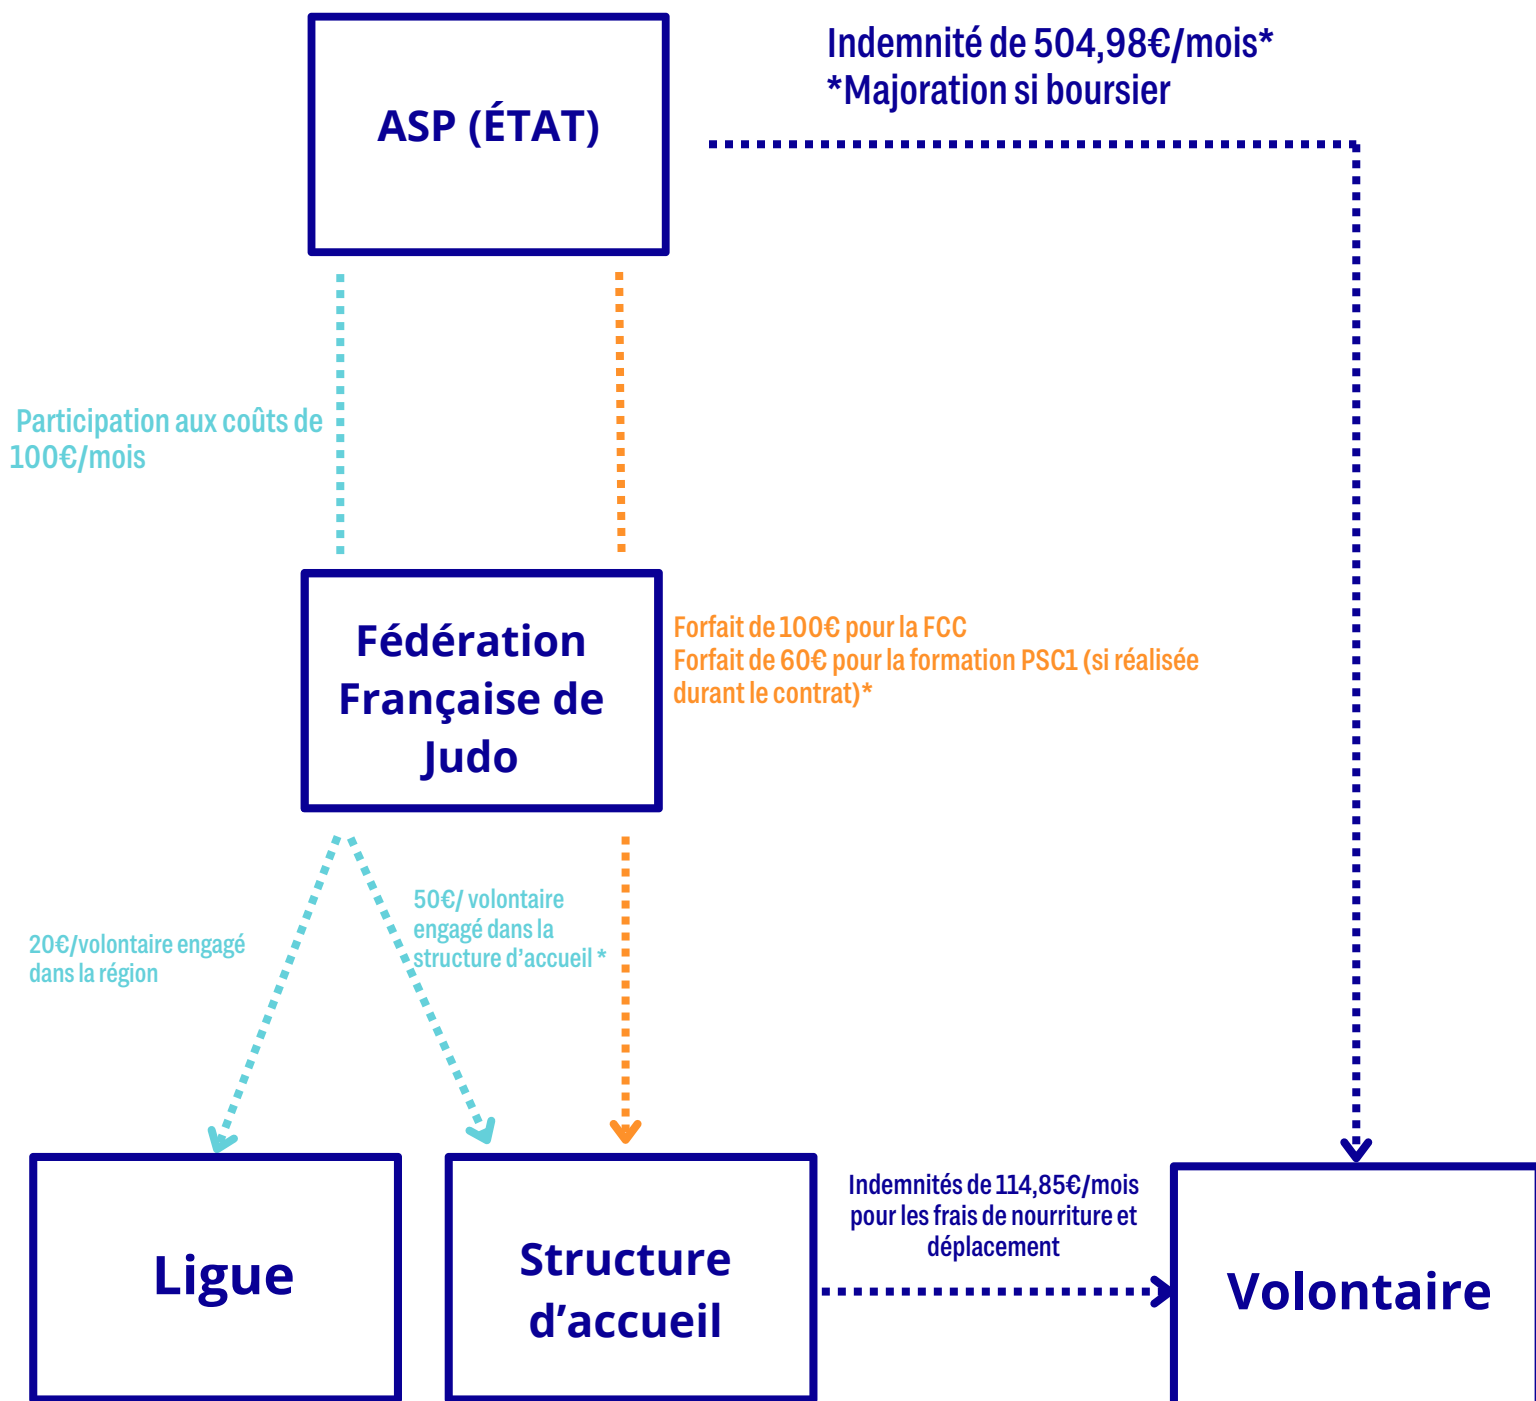 ASP (ÉTAT)
Indemnité de 504,98€/mois*
*Majoration si boursier
Participation aux coûts de
100€/mois
Fédération
Française de
Judo
Forfait de 100€ pour la FCC
Forfait de 60€ pour la formation PSC1 (si réalisée
durant le contrat)*
20€/volontaire engagé
dans la région
50€/ volontaire
engagé dans la
structure d’accueil *
Ligue
Structure
d’accueil
Indemnités de 114,85€/mois
pour les frais de nourriture et
déplacement
Volontaire